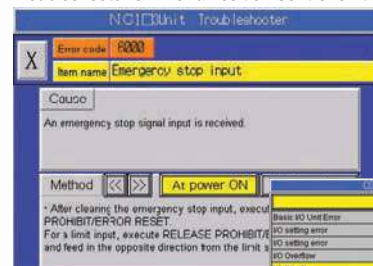 Unit Troubleshooter
X
Error code 6000
Item name Emergency stop input
Cause
An emergency stop signal input is received.
Method << >> At power ON
• After clearing the emergency stop input, execut
PROHIBIT/ERROR RESET.
For a limit input, execute RELEASE PROHIBIT/E
and feed in the opposite direction from the limit s
Basic I/O Unit Error
I/O setting error
I/O setting error
I/O Overflow